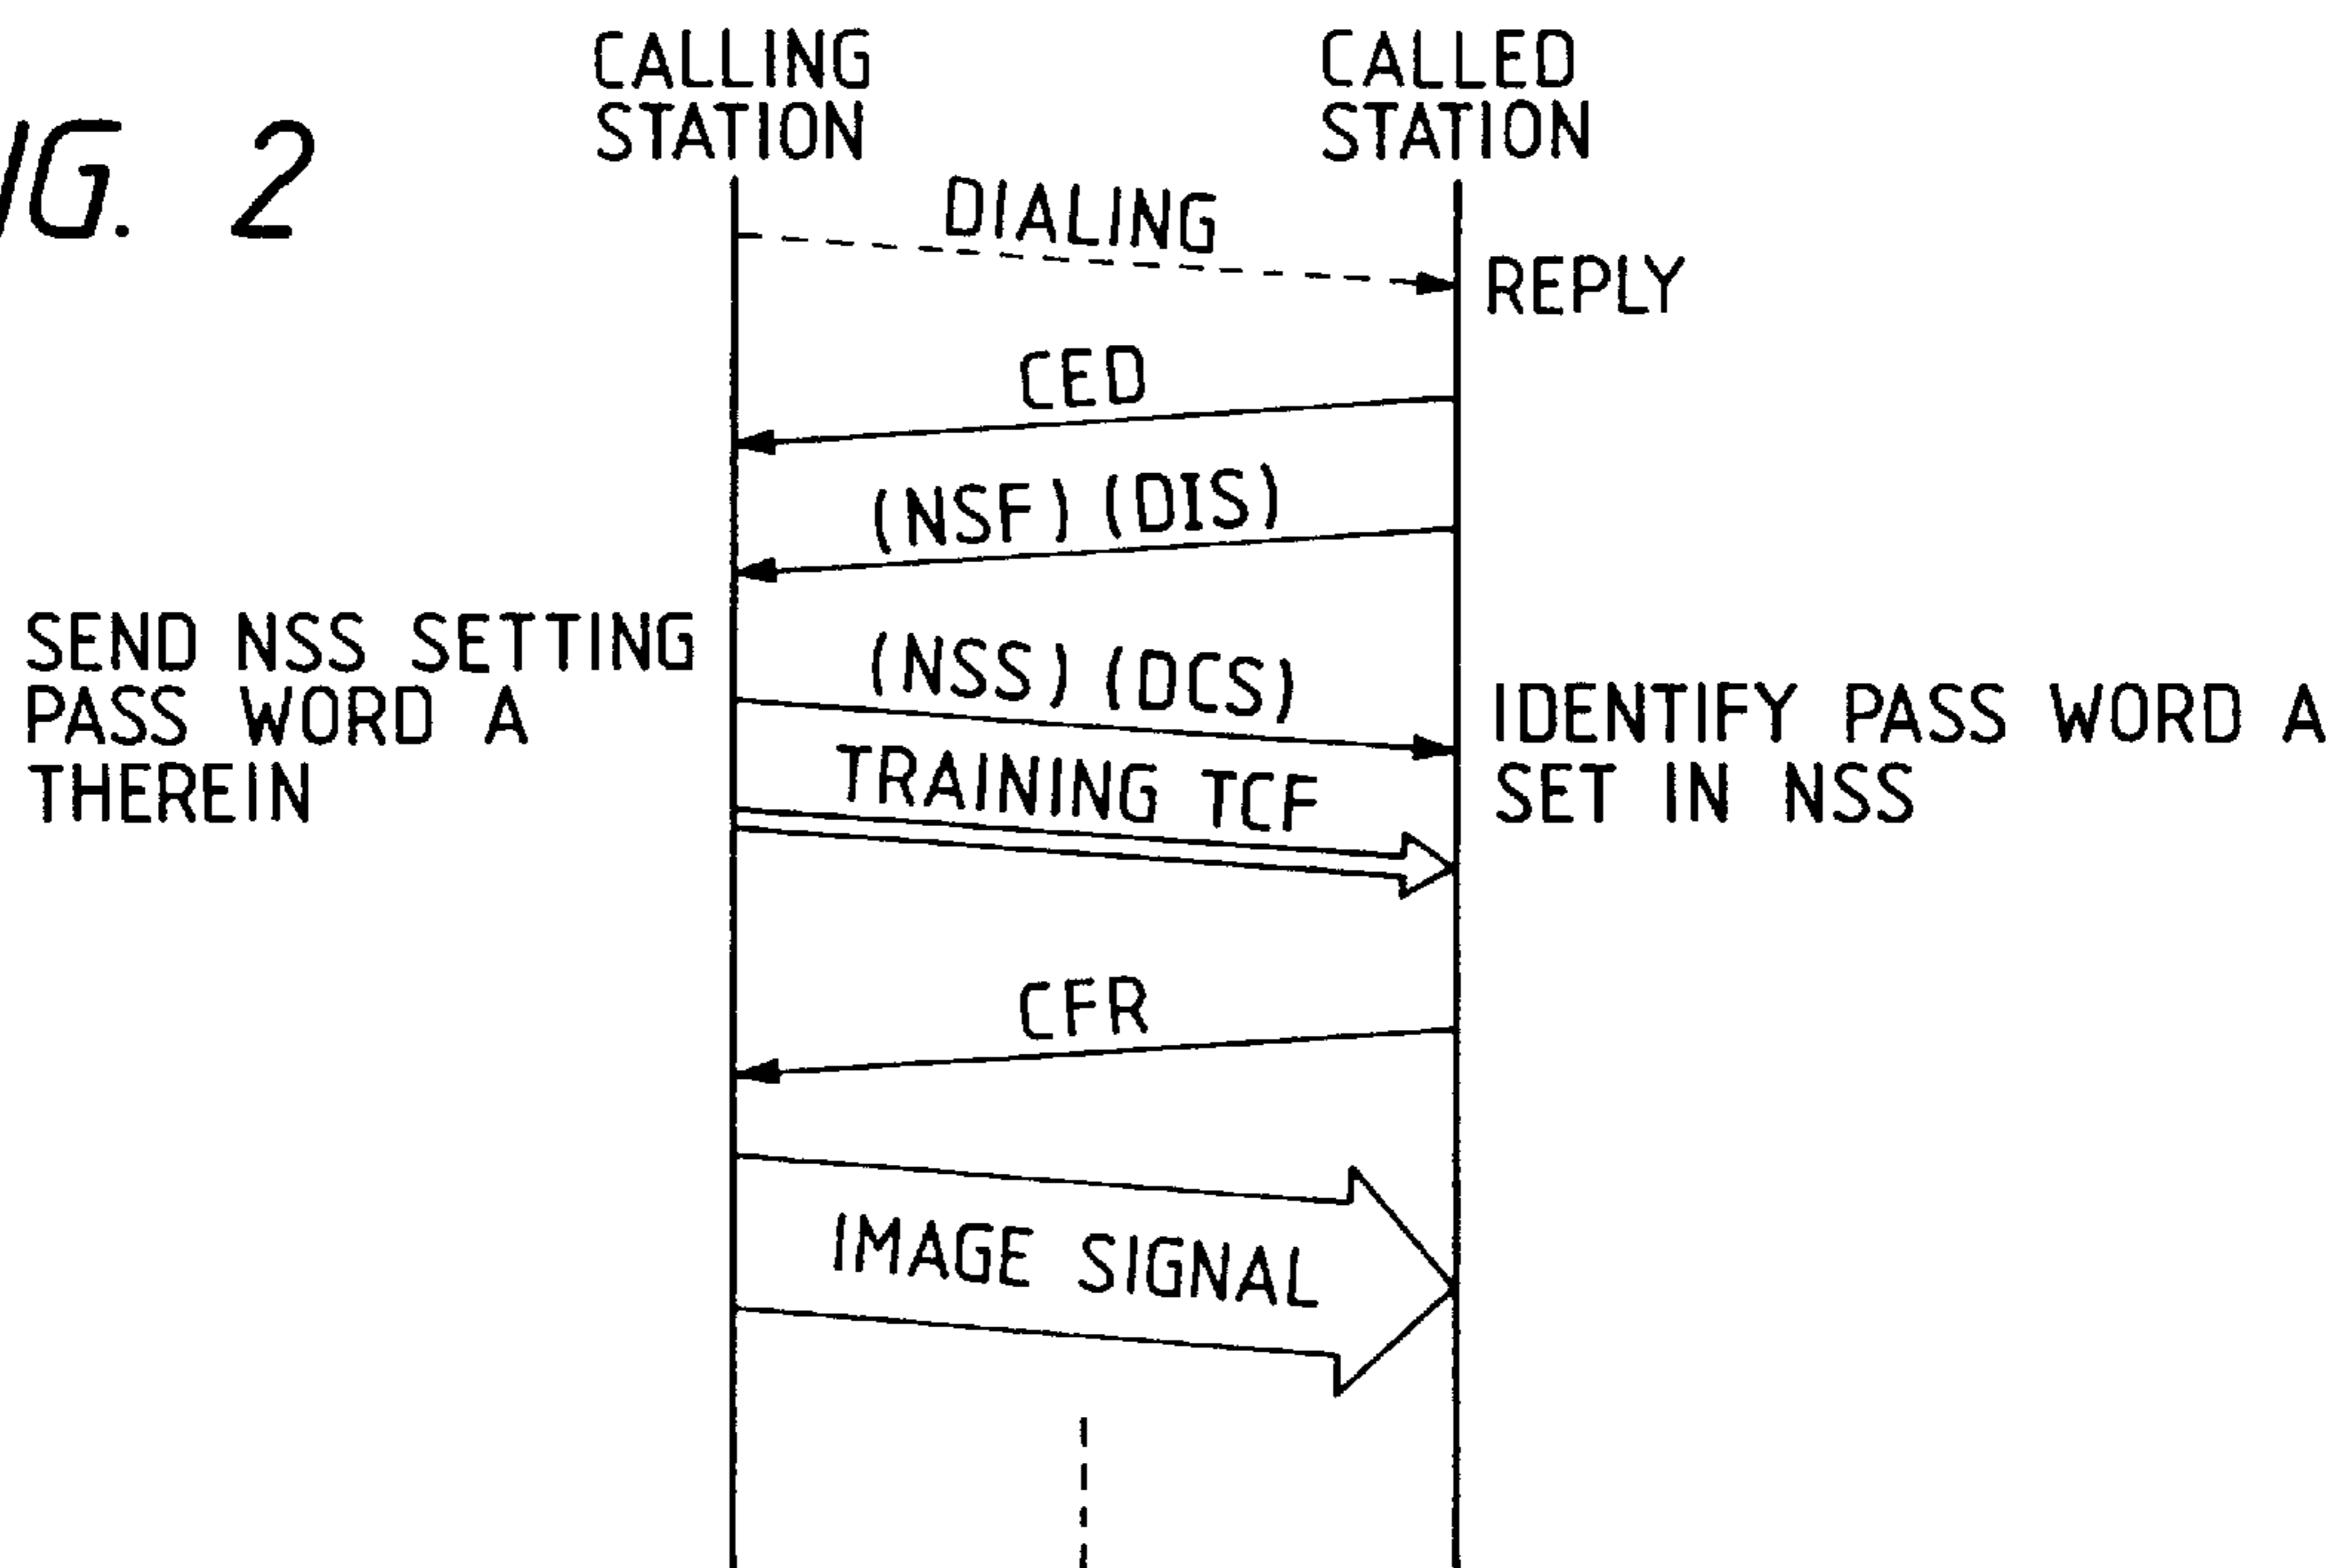 IG. 2
CALLING
STATION
CALLED
STATION
DIALING
REPLY
CED
(NSF) (DIS)
SEND NSS SETTING
PASS WORD A
THEREIN
(NSS) (DCS)
IDENTIFY PASS WORD A
SET IN NSS
TRAINING TCF
CFR
IMAGE SIGNAL